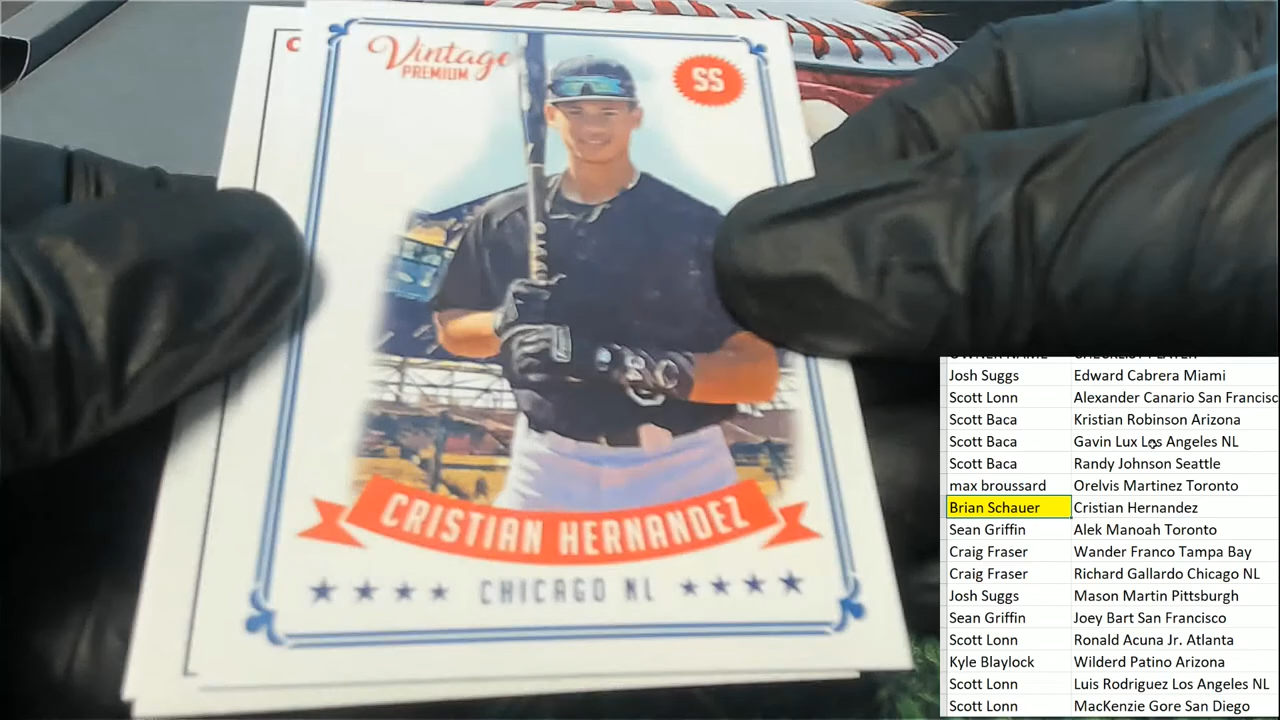 Vintage
PREMIUM
SS
CRISTIAN HERNANDEZ
CHICAGO NL
Josh Suggs Edward Cabrera Miami
Scott Lonn Alexander Canario San Francisc
Scott Baca Kristian Robinson Arizona
Scott Baca Gavin Lux Los Angeles NL
Scott Baca Randy Johnson Seattle
max broussard Orelvis Martinez Toronto
Brian Schauer Cristian Hernandez
Sean Griffin Alek Manoah Toronto
Craig Fraser Wander Franco Tampa Bay
Craig Fraser Richard Gallardo Chicago NL
Josh Suggs Mason Martin Pittsburgh
Sean Griffin Joey Bart San Francisco
Scott Lonn Ronald Acuna Jr. Atlanta
Kyle Blaylock Wilderd Patino Arizona
Scott Lonn Luis Rodriguez Los Angeles NL
Scott Lonn MacKenzie Gore San Diego